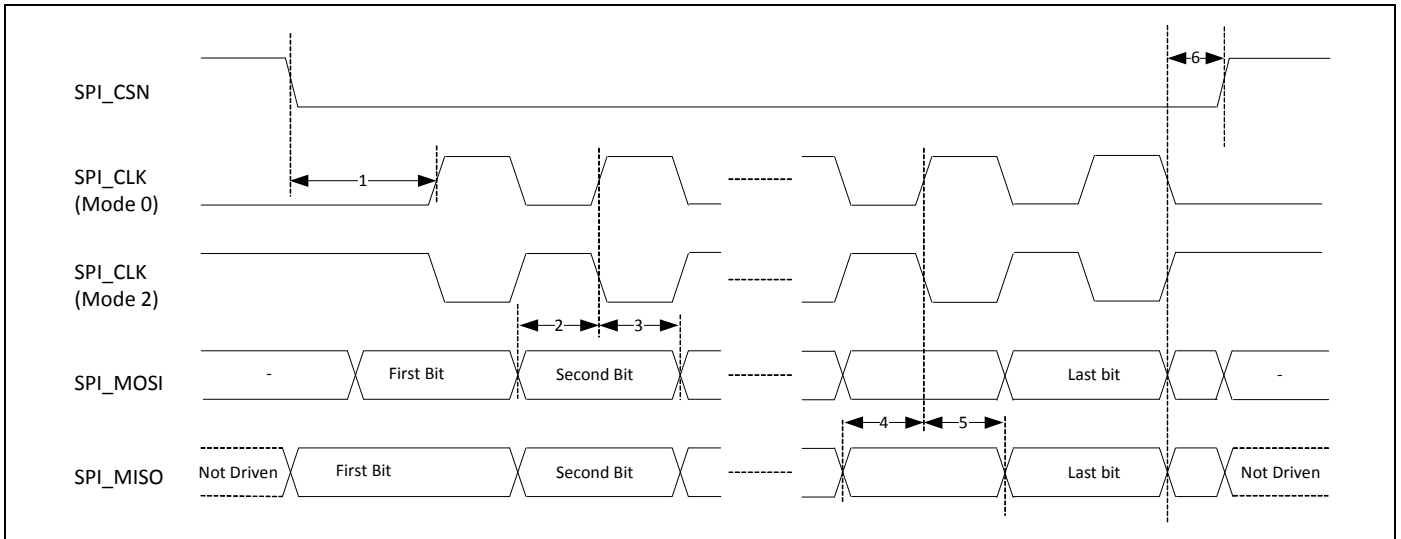 6
SPI_CSN
SPI_CLK
(Mode 0)
1
SPI_CLK
(Mode 2)
2 3
SPI_MOSI - First Bit Second Bit Last bit -
4 5
SPI_MISO Not Driven First Bit Second Bit Last bit Not Driven